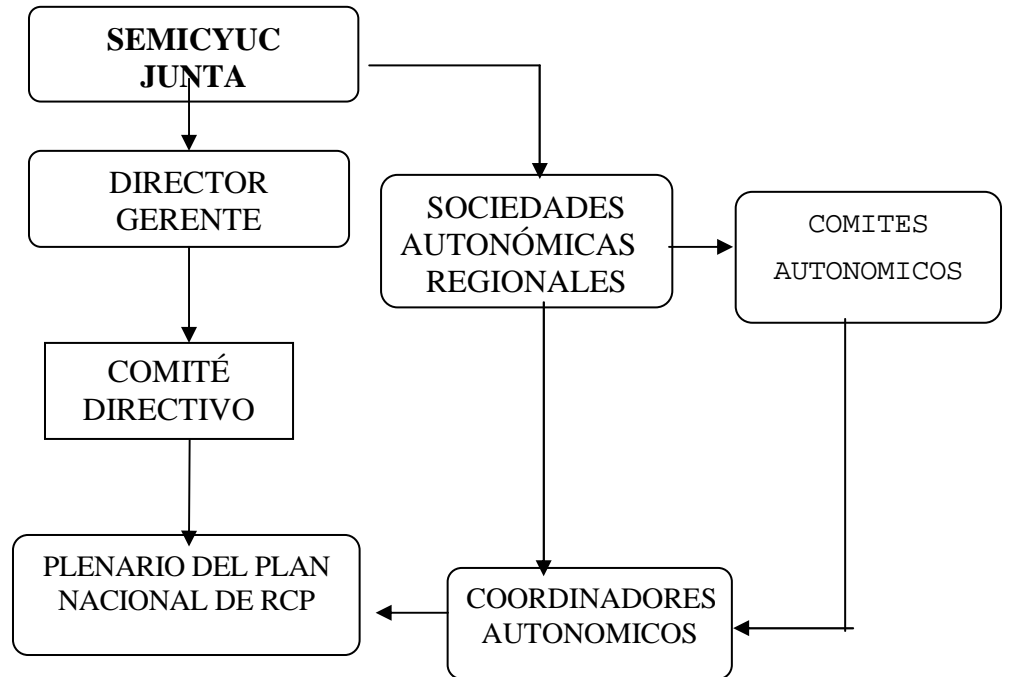 SEMICYUC
JUNTA
DIRECTOR
GERENTE
SOCIEDADES
AUTONÓMICAS
REGIONALES
COMITES
AUTONOMICOS
COMITÉ
DIRECTIVO
PLENARIO DEL PLAN
NACIONAL DE RCP
COORDINADORES
AUTONOMICOS